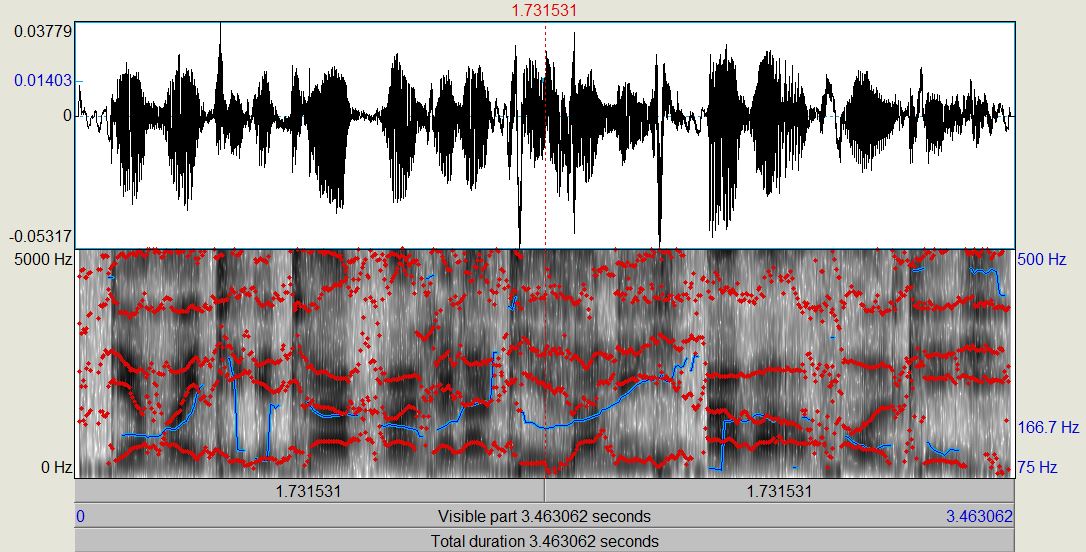 1.731531
0.03779
0.01403
0
-0.05317
5000 Hz 500 Hz
166.7 Hz
0 Hz 75 Hz
1.731531 1.731531
0 Visible part 3.463062 seconds 3.463062
Total duration 3.463062 seconds